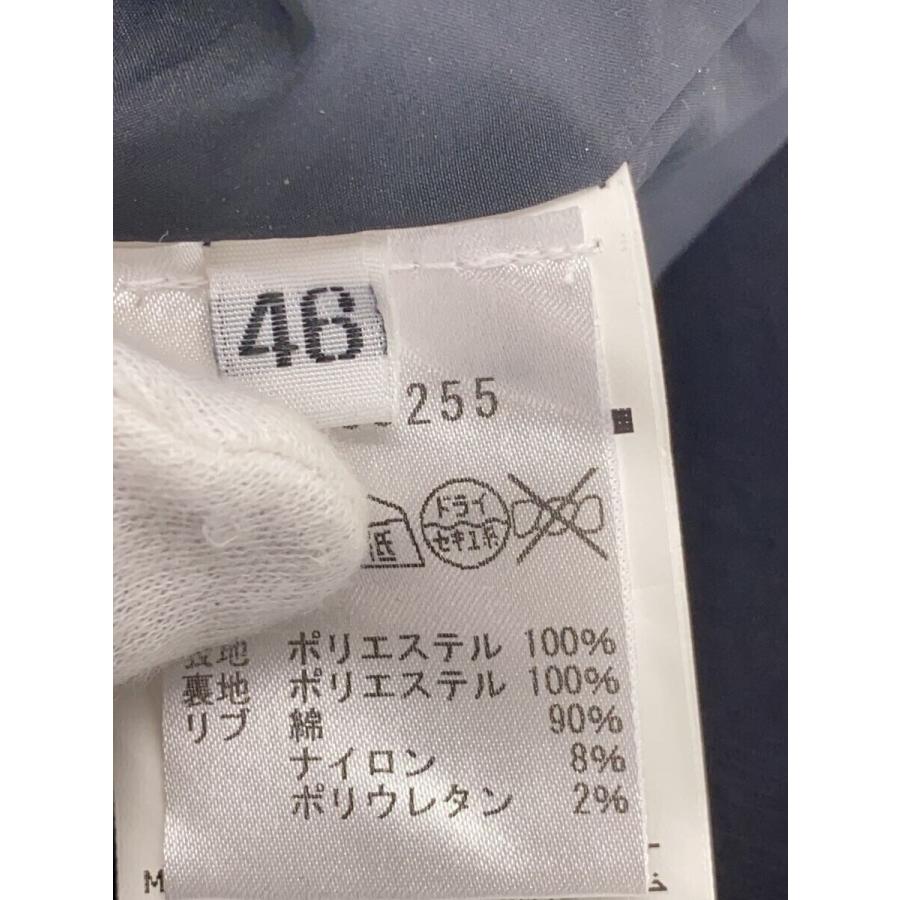 46
255
低
ドライ
セキユ系
表地 ポリエステル 100%
裏地 ポリエステル 100%
リブ 綿 90%
ナイロン 8%
ポリウレタン 2%
M